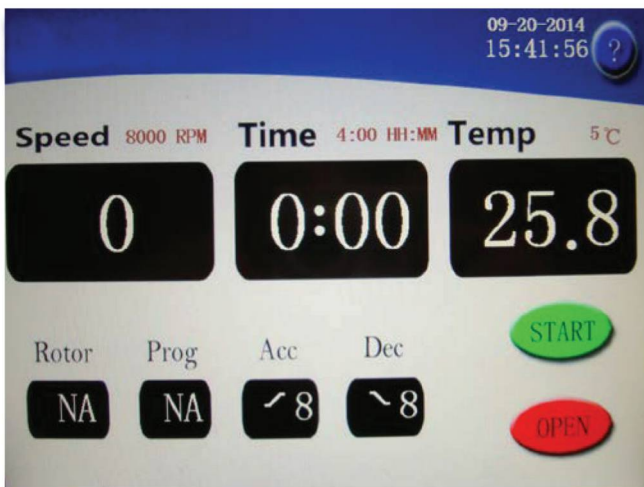 09-20-2014
15:41:56 ?
Speed 8000 RPM Time 4:00 HH:MM Temp 5℃
0 0:00 25.8
START
Rotor Prog Acc Dec
NA NA 8 8
OPEN